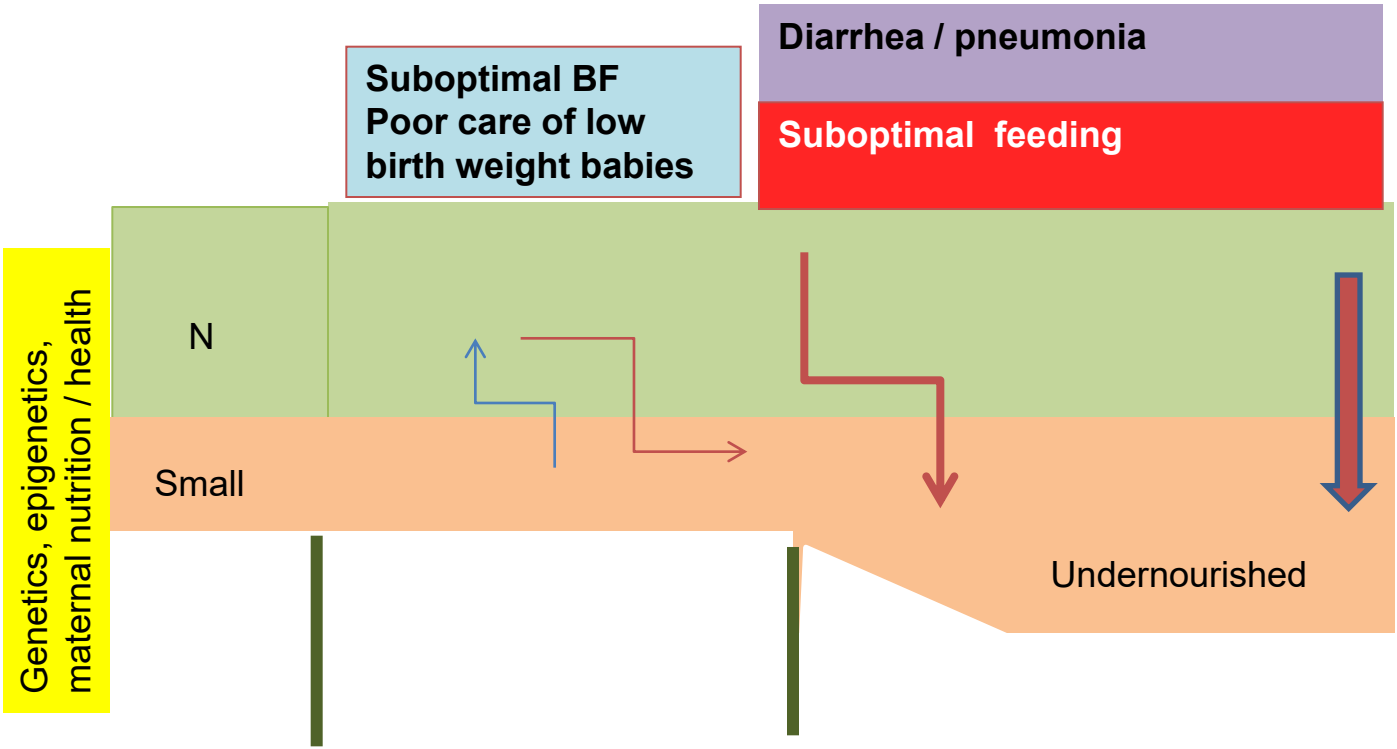 Diarrhea / pneumonia
Suboptimal BF
Poor care of low
birth weight babies
Suboptimal feeding
Genetics, epigenetics,
maternal nutrition / health
N
Small
Undernourished